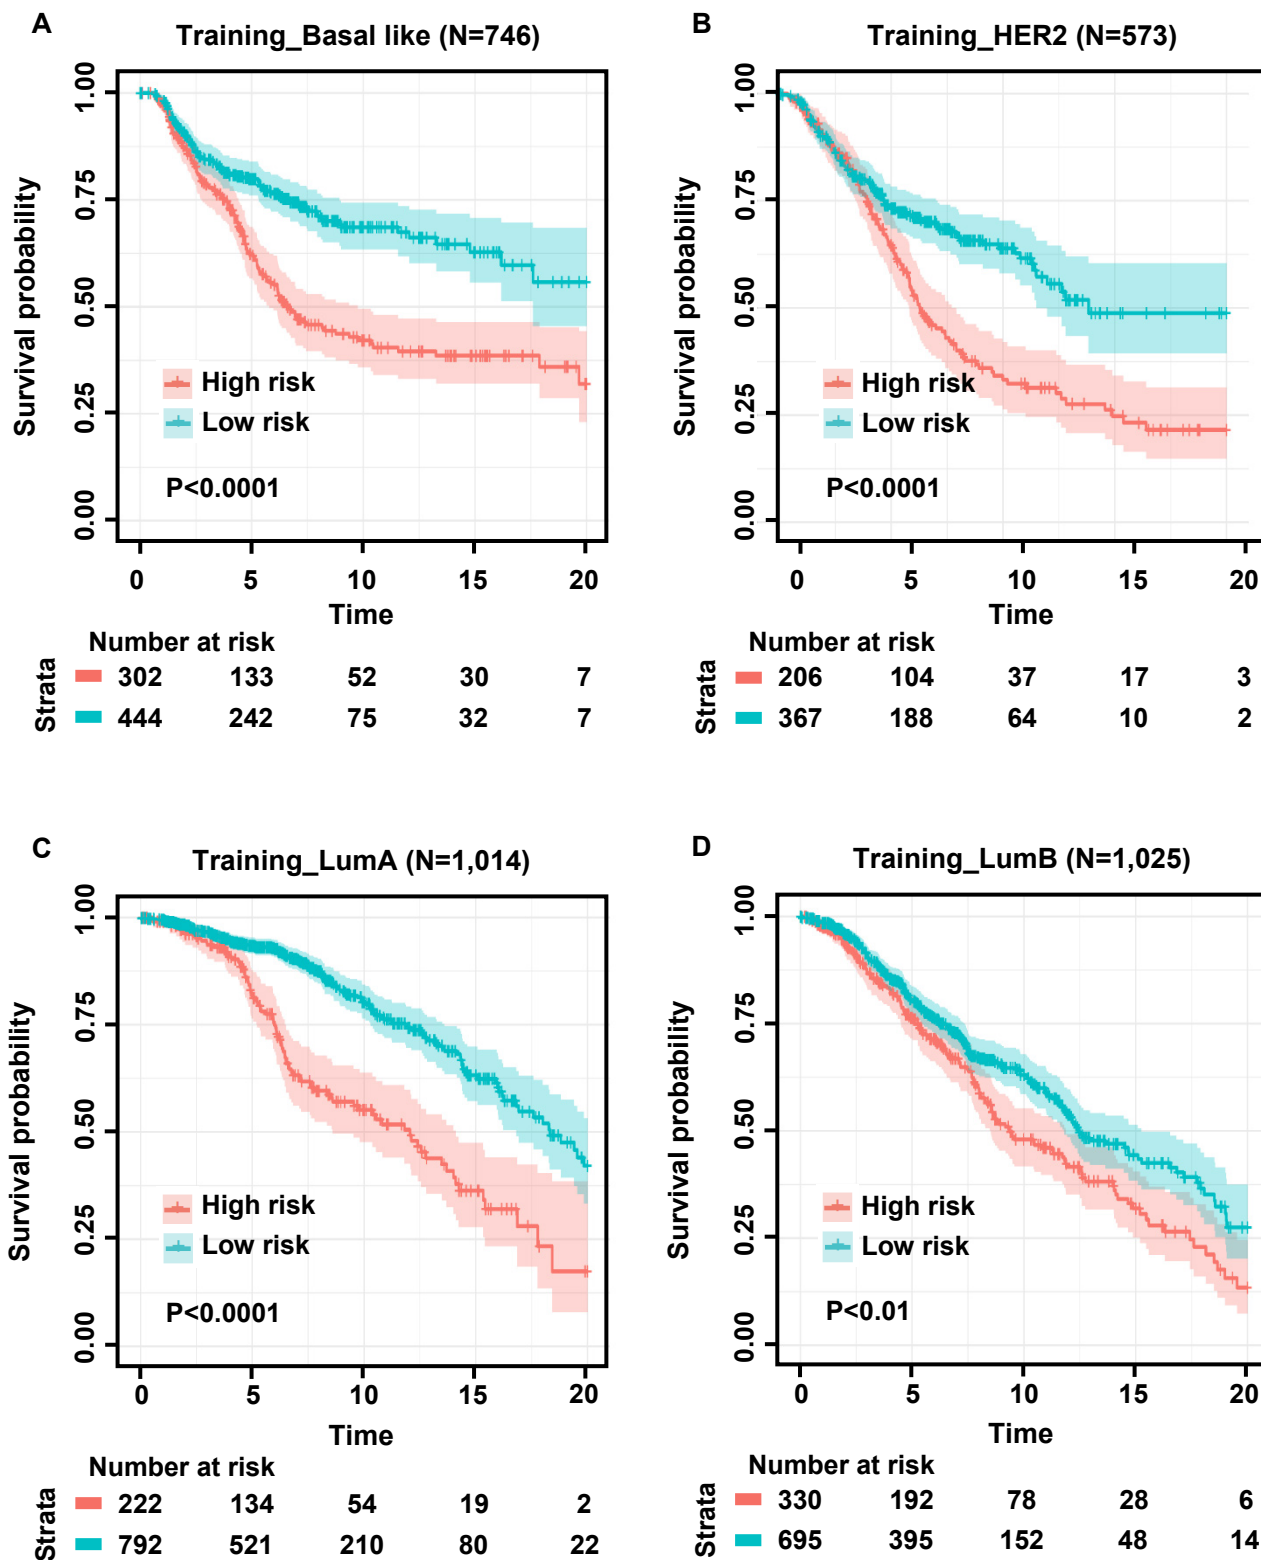 A
Training_Basal like (N=746)
Survival probability
1.00
0.75
0.50
0.25
0.00
High risk
Low risk
P<0.0001
0 5 10 15 20
Time
Number at risk
Strata
302 133 52 30 7
444 242 75 32 7
B
Training_HER2 (N=573)
Survival probability
1.00
0.75
0.50
0.25
0.00
High risk
Low risk
P<0.0001
0 5 10 15 20
Time
Number at risk
Strata
206 104 37 17 3
367 188 64 10 2
C
Training_LumA (N=1,014)
Survival probability
1.00
0.75
0.50
0.25
0.00
High risk
Low risk
P<0.0001
0 5 10 15 20
Time
Number at risk
Strata
222 134 54 19 2
792 521 210 80 22
D
Training_LumB (N=1,025)
Survival probability
1.00
0.75
0.50
0.25
0.00
High risk
Low risk
P<0.01
0 5 10 15 20
Time
Number at risk
Strata
330 192 78 28 6
695 395 152 48 14